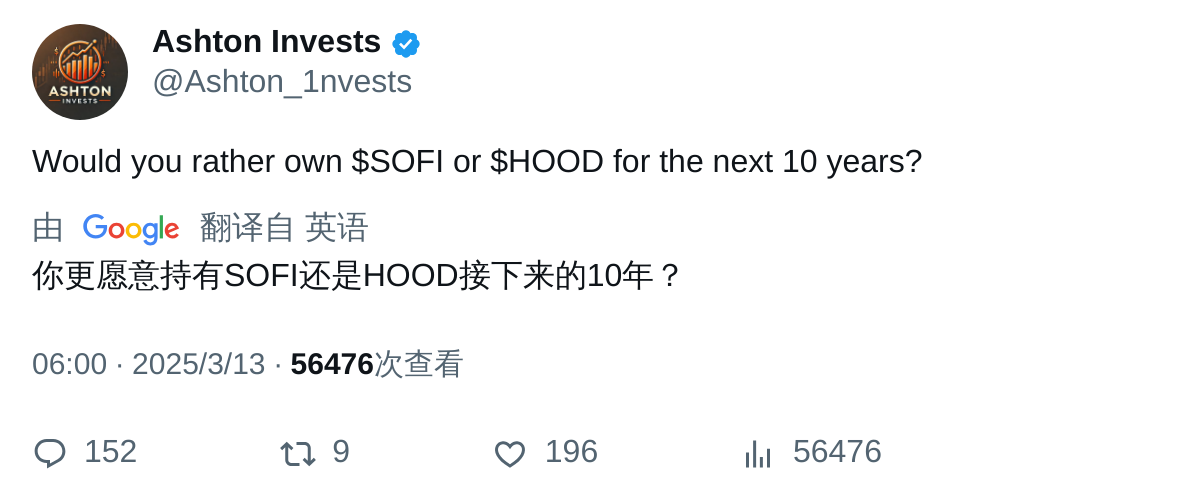 ASHTON
INVESTS
Ashton Invests
@Ashton_1nvests
Would you rather own $SOFI or $HOOD for the next 10 years?
由 Google 翻译自 英语
你更愿意持有SOFI还是HOOD接下来的10年？
06:00 · 2025/3/13 · 56476次查看
152 9 196 56476